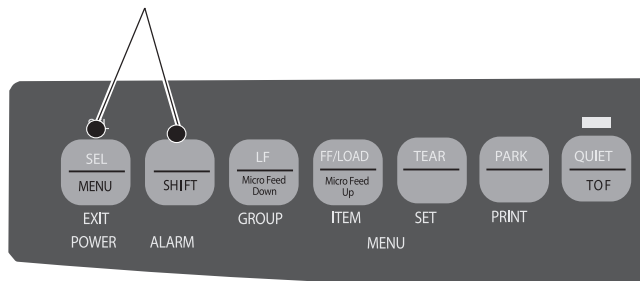 SEL
MENU
SHIFT
LF
Micro Feed
Down
FF/LOAD
Micro Feed
Up
TEAR
PARK
QUIET
TOF
EXIT
GROUP
ITEM
SET
PRINT
POWER
ALARM
MENU